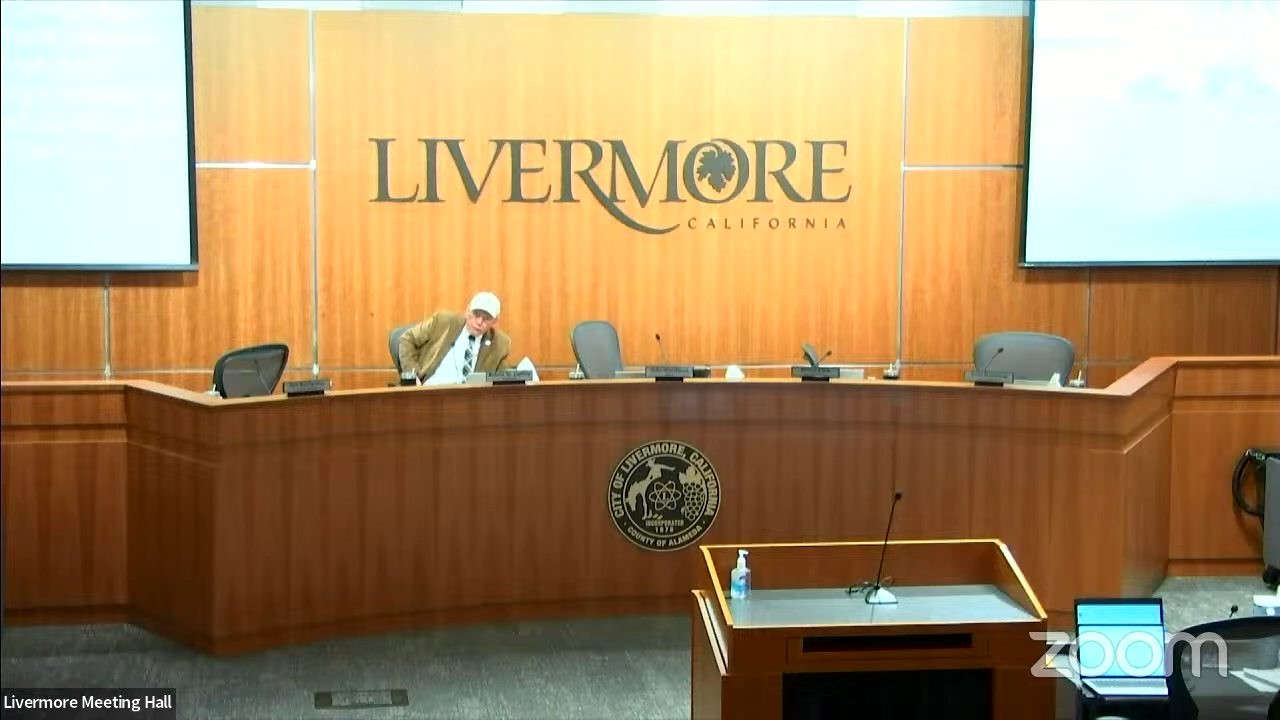 LIVERMORE
CALIFORNIA
CITY OF LIVERMORE, CALIFORNIA
INCORPORATED
1876
COUNTY OF ALAMEDA
zoom
Livermore Meeting Hall